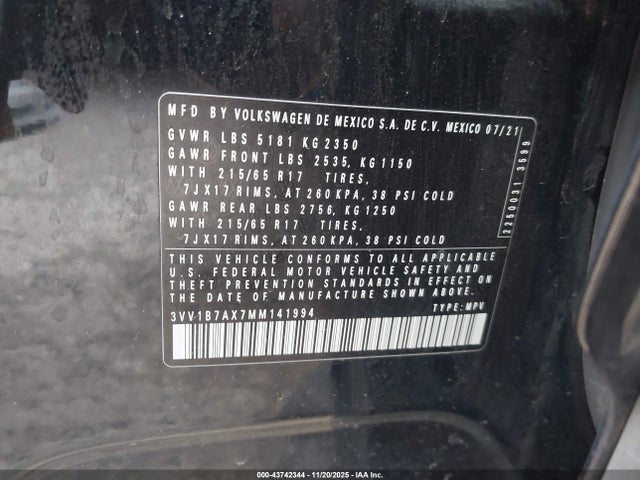 MFD BY VOLKSWAGEN DE MEXICO S.A. DE C.V. MEXICO 07/21
GVWR LBS 5181 KG 2350
GAWR FRONT LBS 2535, KG 1150
WITH 215/65 R17 TIRES,
7JX17 RIMS, AT 260 KPA, 38 PSI COLD
GAWR REAR LBS 2756, KG 1250
WITH 215/65 R17 TIRES,
7JX17 RIMS, AT 260 KPA, 38 PSI COLD
2250031 3599
THIS VEHICLE CONFORMS TO ALL APPLICABLE
U.S. FEDERAL MOTOR VEHICLE SAFETY AND
THEFT PREVENTION STANDARDS IN EFFECT ON
THE DATE OF MANUFACTURE SHOWN ABOVE.
3VV1B7AX7MM141994 TYPE: MPV
000-43742344 - 11/20/2025 - IAA Inc.